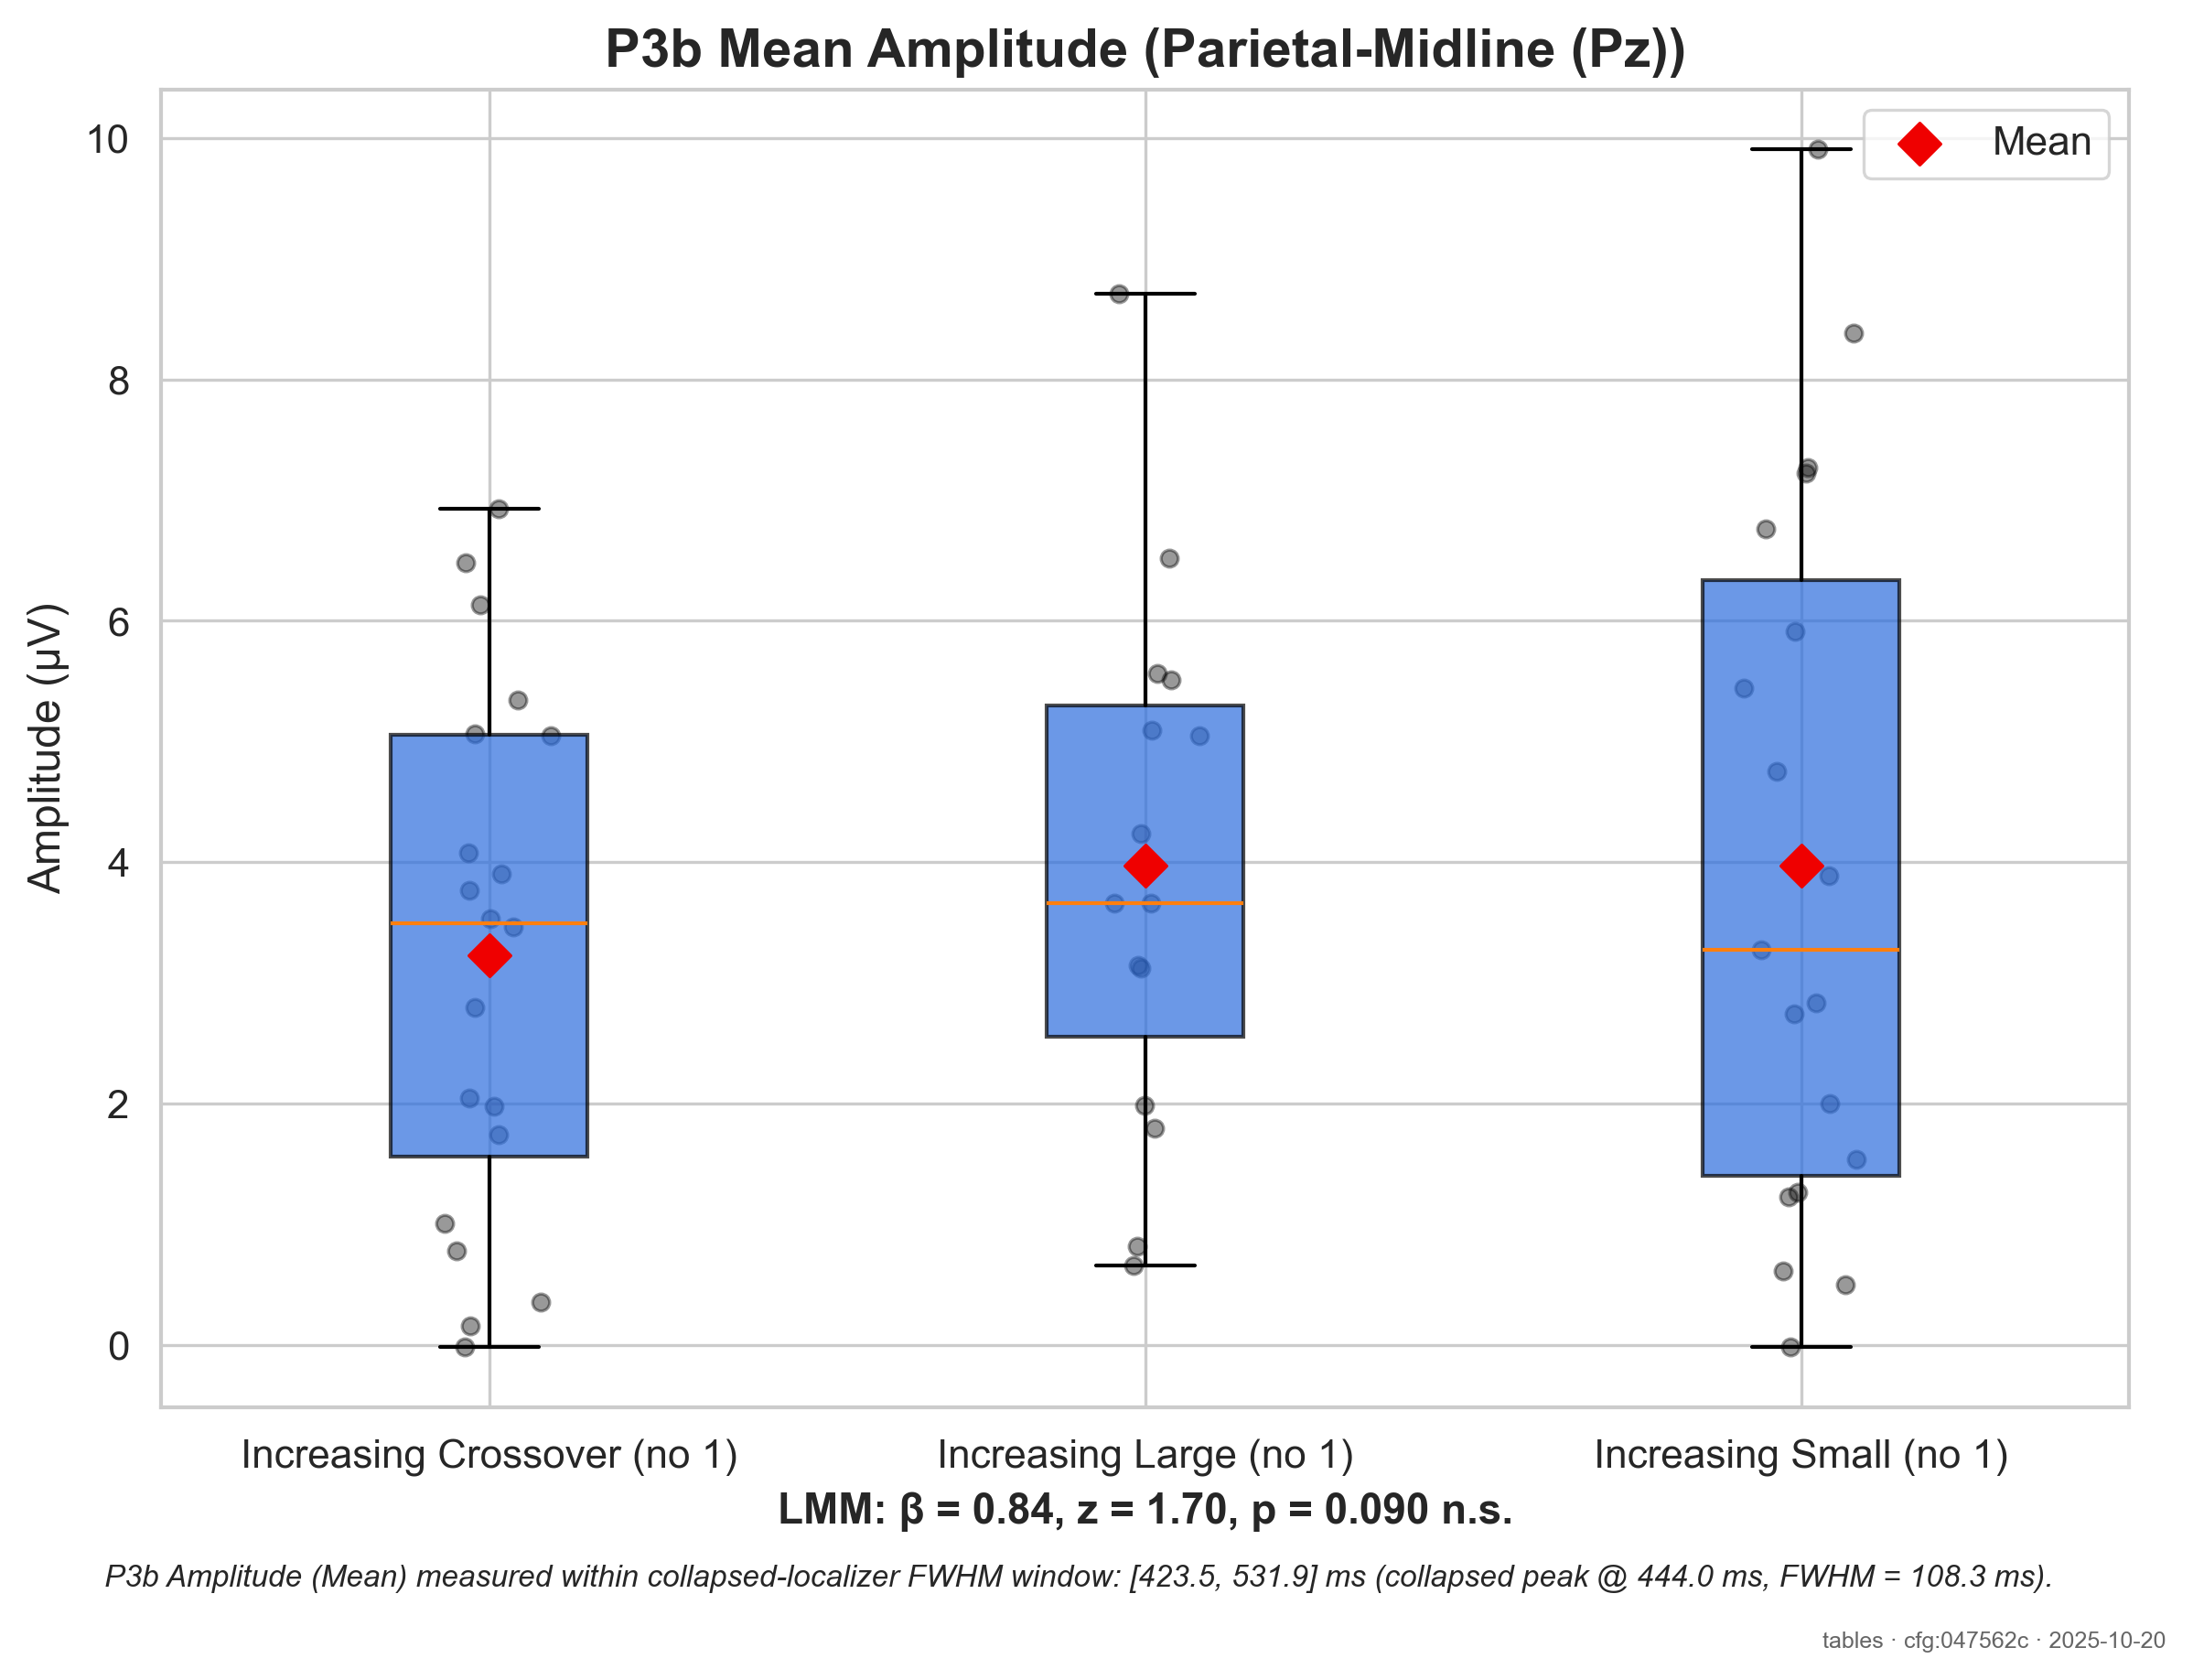 P3b Mean Amplitude (Parietal-Midline (Pz))
Mean
Amplitude (µV)
10
8
6
4
2
0
Increasing Crossover (no 1)
Increasing Large (no 1)
Increasing Small (no 1)
LMM: β = 0.84, z = 1.70, p = 0.090 n.s.
P3b Amplitude (Mean) measured within collapsed-localizer FWHM window: [423.5, 531.9] ms (collapsed peak @ 444.0 ms, FWHM = 108.3 ms).
tables · cfg:047562c · 2025-10-20